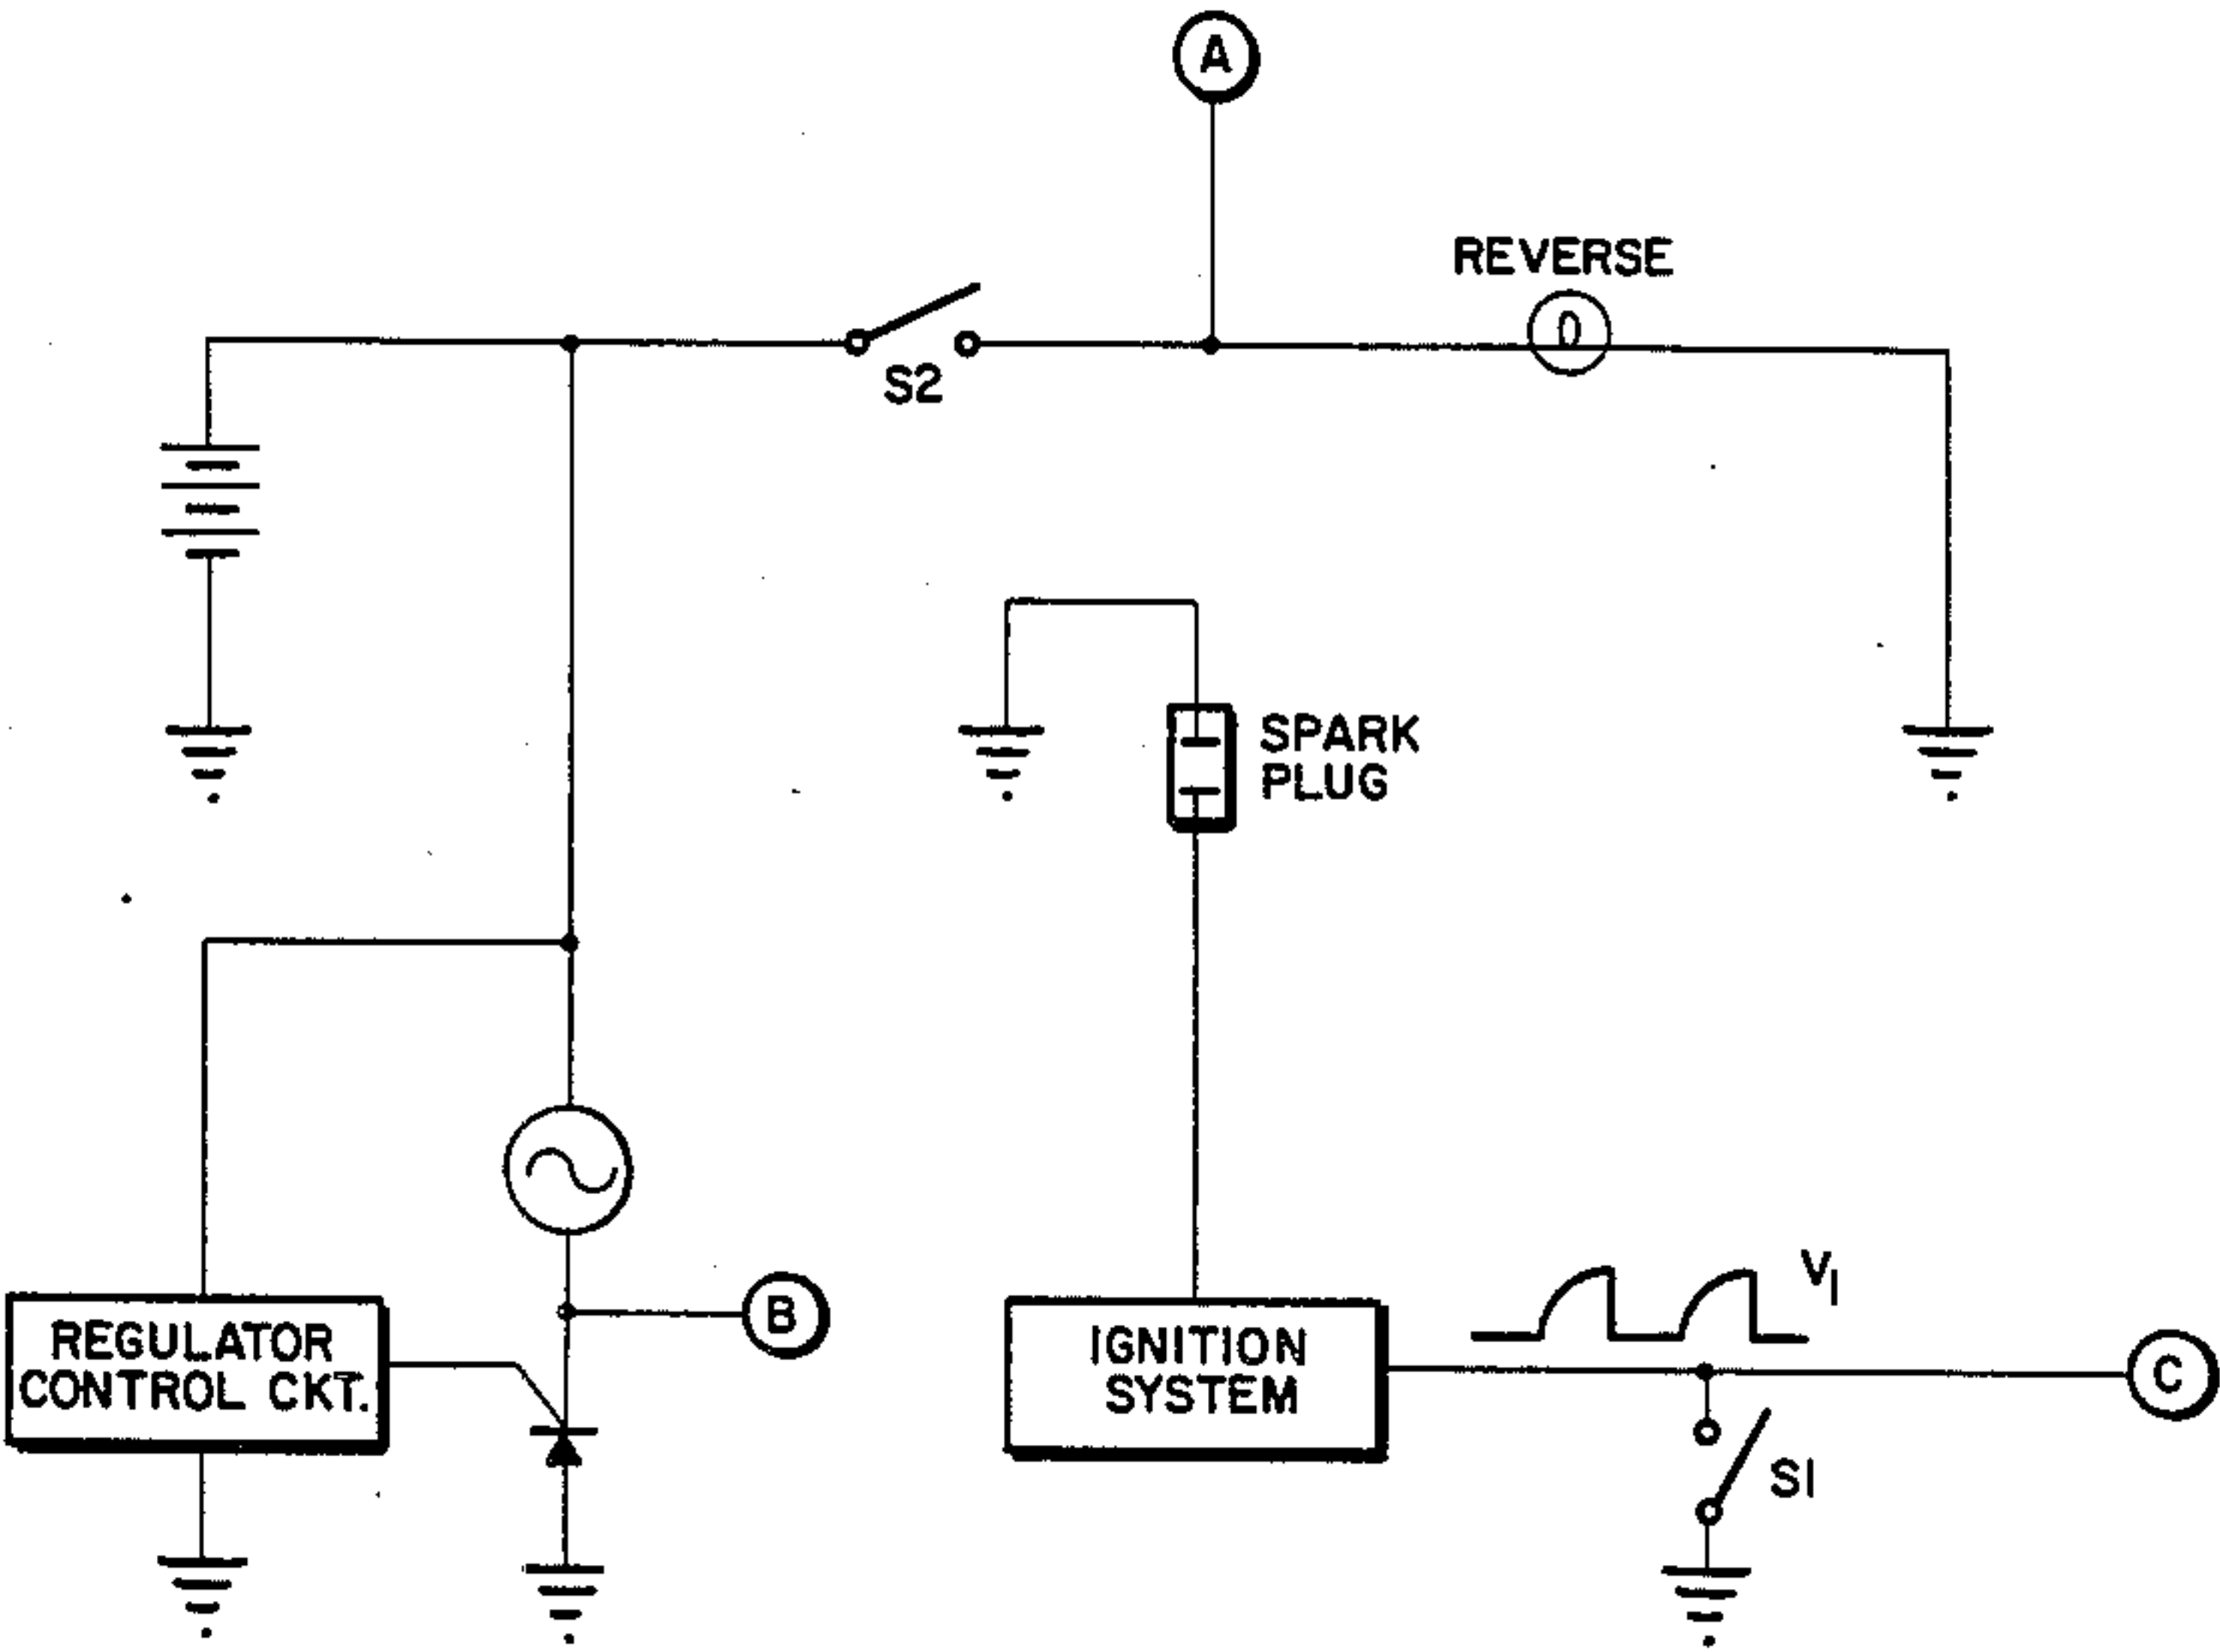 A
REVERSE
S2
SPARK
PLUG
B
V1
REGULATOR
CONTROL CKT.
IGNITION
SYSTEM
C
S1